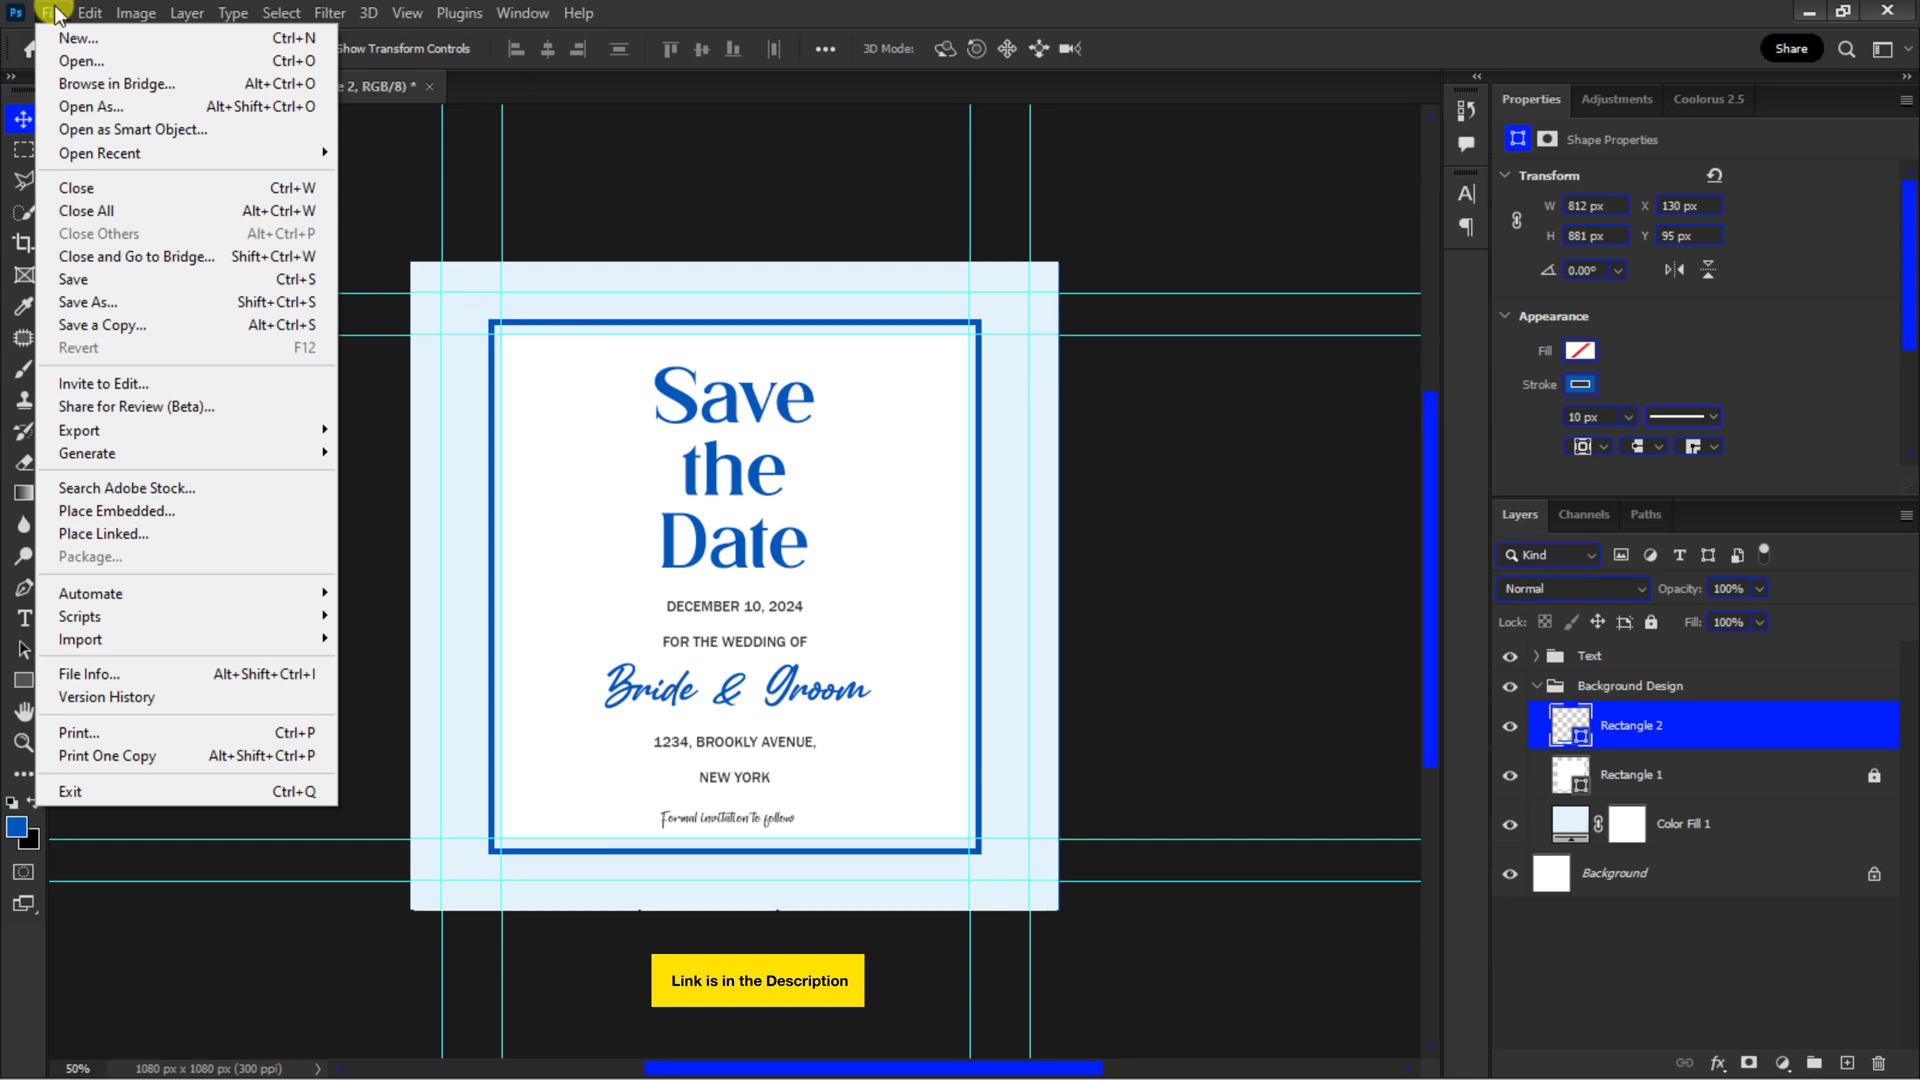 Ps
Edit Image Layer Type Select Filter 3D View Plugins Window Help
Show Transform Controls
3D Mode:
Share
New... Ctrl+N
Open... Ctrl+O
Browse in Bridge... Alt+Ctrl+O
Open As... Alt+Shift+Ctrl+O
Open as Smart Object...
Open Recent
Close Ctrl+W
Close All Alt+Ctrl+W
Close Others Alt+Ctrl+P
Close and Go to Bridge... Shift+Ctrl+W
Save Ctrl+S
Save As... Shift+Ctrl+S
Save a Copy... Alt+Ctrl+S
Revert F12
Invite to Edit...
Share for Review (Beta)...
Export
Generate
Search Adobe Stock...
Place Embedded...
Place Linked...
Package...
Automate
Scripts
Import
File Info... Alt+Shift+Ctrl+I
Version History
Print... Ctrl+P
Print One Copy Alt+Shift+Ctrl+P
Exit Ctrl+Q
e 2, RGB/8) *
Save
the
Date
DECEMBER 10, 2024
FOR THE WEDDING OF
Bride & Groom
1234, BROOKLY AVENUE,
NEW YORK
Formal invitation to follow
Link is in the Description
50% 1080 px x 1080 px (300 ppi)
Properties Adjustments Coolorus 2.5
Shape Properties
Transform
W 812 px X 130 px
H 881 px Y 95 px
0.00°
Appearance
Fill
Stroke
10 px
Layers Channels Paths
Kind
Normal Opacity: 100%
Lock: Fill: 100%
Text
Background Design
Rectangle 2
Rectangle 1
Color Fill 1
Background